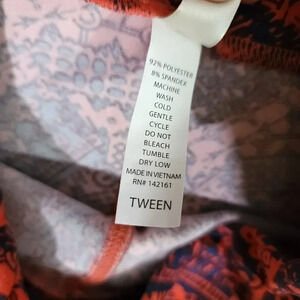 92% POLYESTER
8% SPANDEX
MACHINE
WASH
COLD
GENTLE
CYCLE
DO NOT
BLEACH
TUMBLE
DRY LOW
MADE IN VIETNAM
RN# 142161
TWEEN